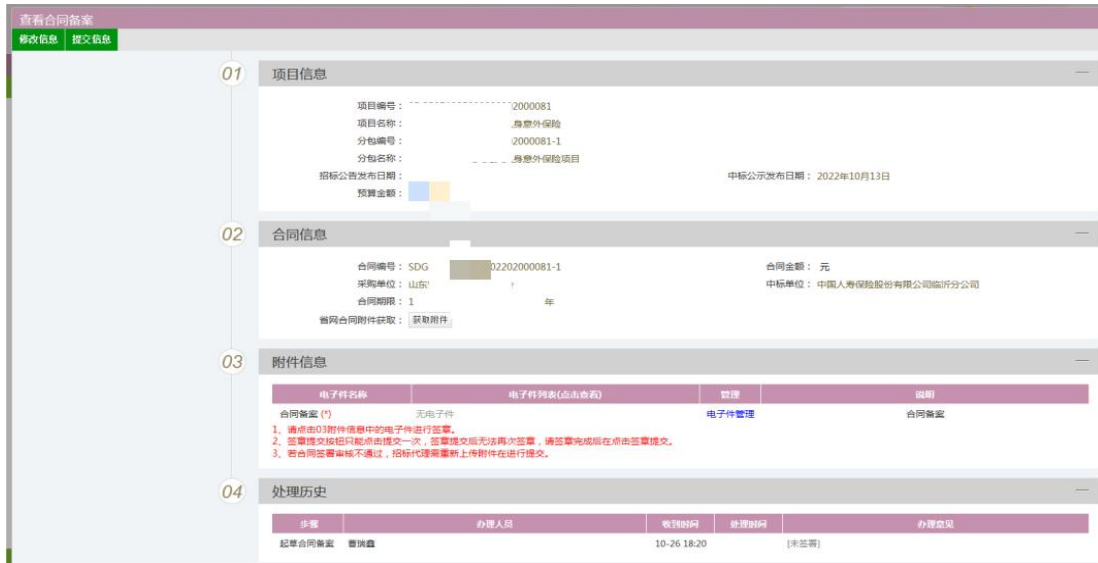 查看合同备案
修改信息 提交信息
01 项目信息
项目编号： 2000081
项目名称： 身意外保险
分包编号： 2000081-1
分包名称： 身意外保险项目
招标公告发布日期： 中标公示发布日期： 2022年10月13日
预算金额：
02 合同信息
合同编号： SDG 02202000081-1 合同金额： 元
采购单位： 山东 中标单位： 中国人寿保险股份有限公司临沂分公司
合同期限： 1 年
省网合同附件获取： 获取附件
03 附件信息
电子件名称 电子件列表(点击查看) 管理 说明
合同备案 (*) 无电子件 电子件管理 合同备案
1、请点击03附件信息中的电子件进行签章。
2、签章提交按钮只能点击提交一次，签章提交后无法再次签章，请签章完成后在点击签章提交。
3、若合同签署审核不通过，招标代理需重新上传附件在进行提交。
04 处理历史
步骤 办理人员 收到时间 处理时间 办理意见
起草合同备案 曹瑞鑫 10-26 18:20 [未签署]